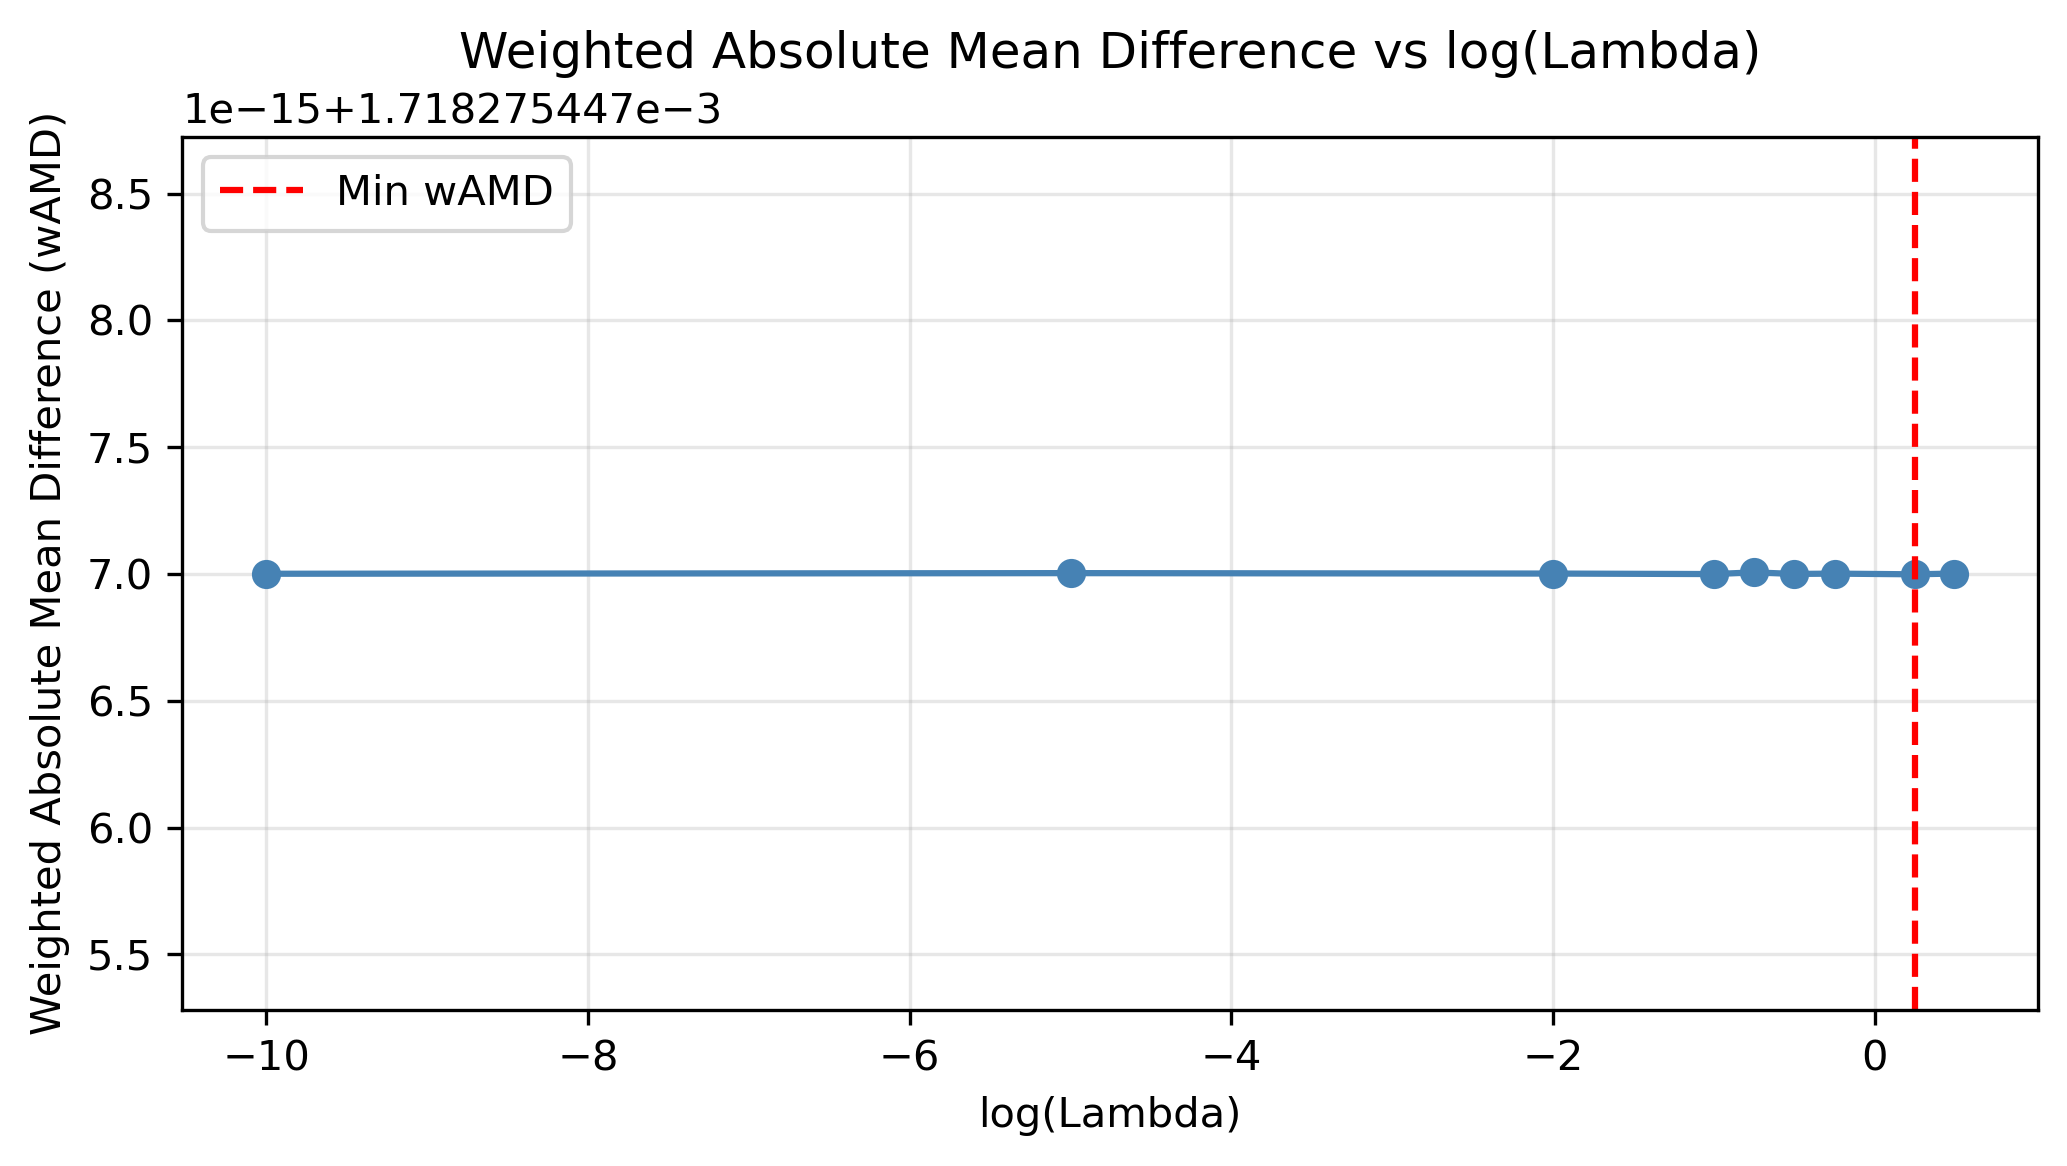 Weighted Absolute Mean Difference vs log(Lambda)
1e−15+1.718275447e−3
Min wAMD
Weighted Absolute Mean Difference (wAMD)
8.5
8.0
7.5
7.0
6.5
6.0
5.5
−10
−8
−6
−4
−2
0
log(Lambda)